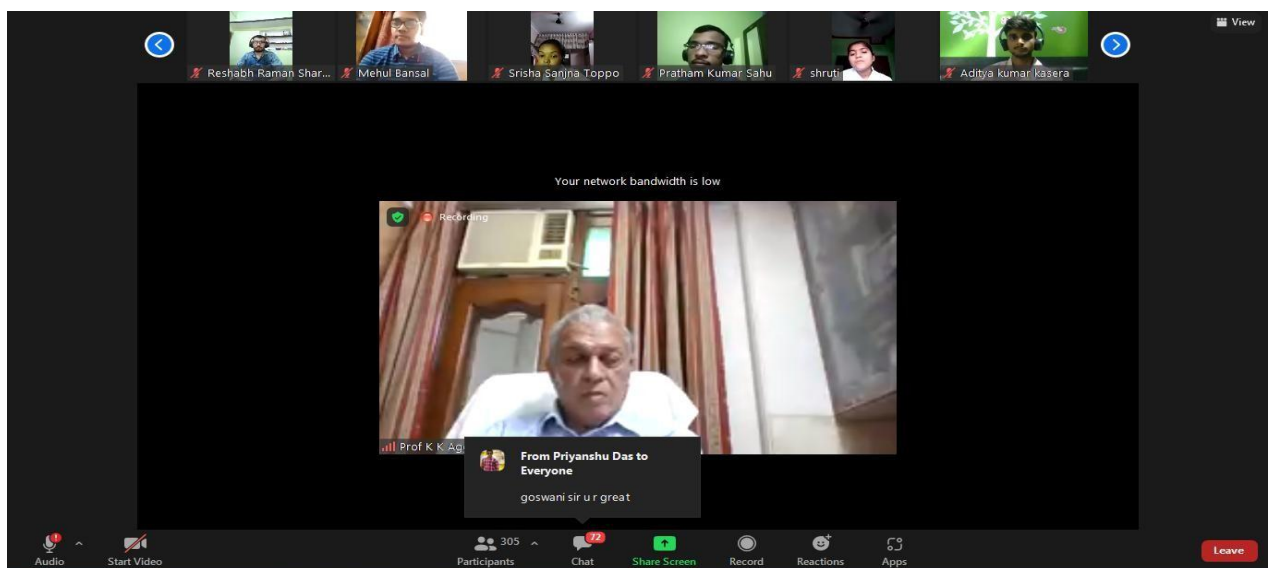 View
Reshabh Raman Shar...
Mehul Bansal
Srisha Sanjna Toppo
Pratham Kumar Sahu
shruti
Aditya kumar kasera
Your network bandwidth is low
Recording
Prof K K Ag
From Priyanshu Das to
Everyone
goswani sir u r great
305
72
Audio
Start Video
Participants
Chat
Share Screen
Record
Reactions
Apps
Leave